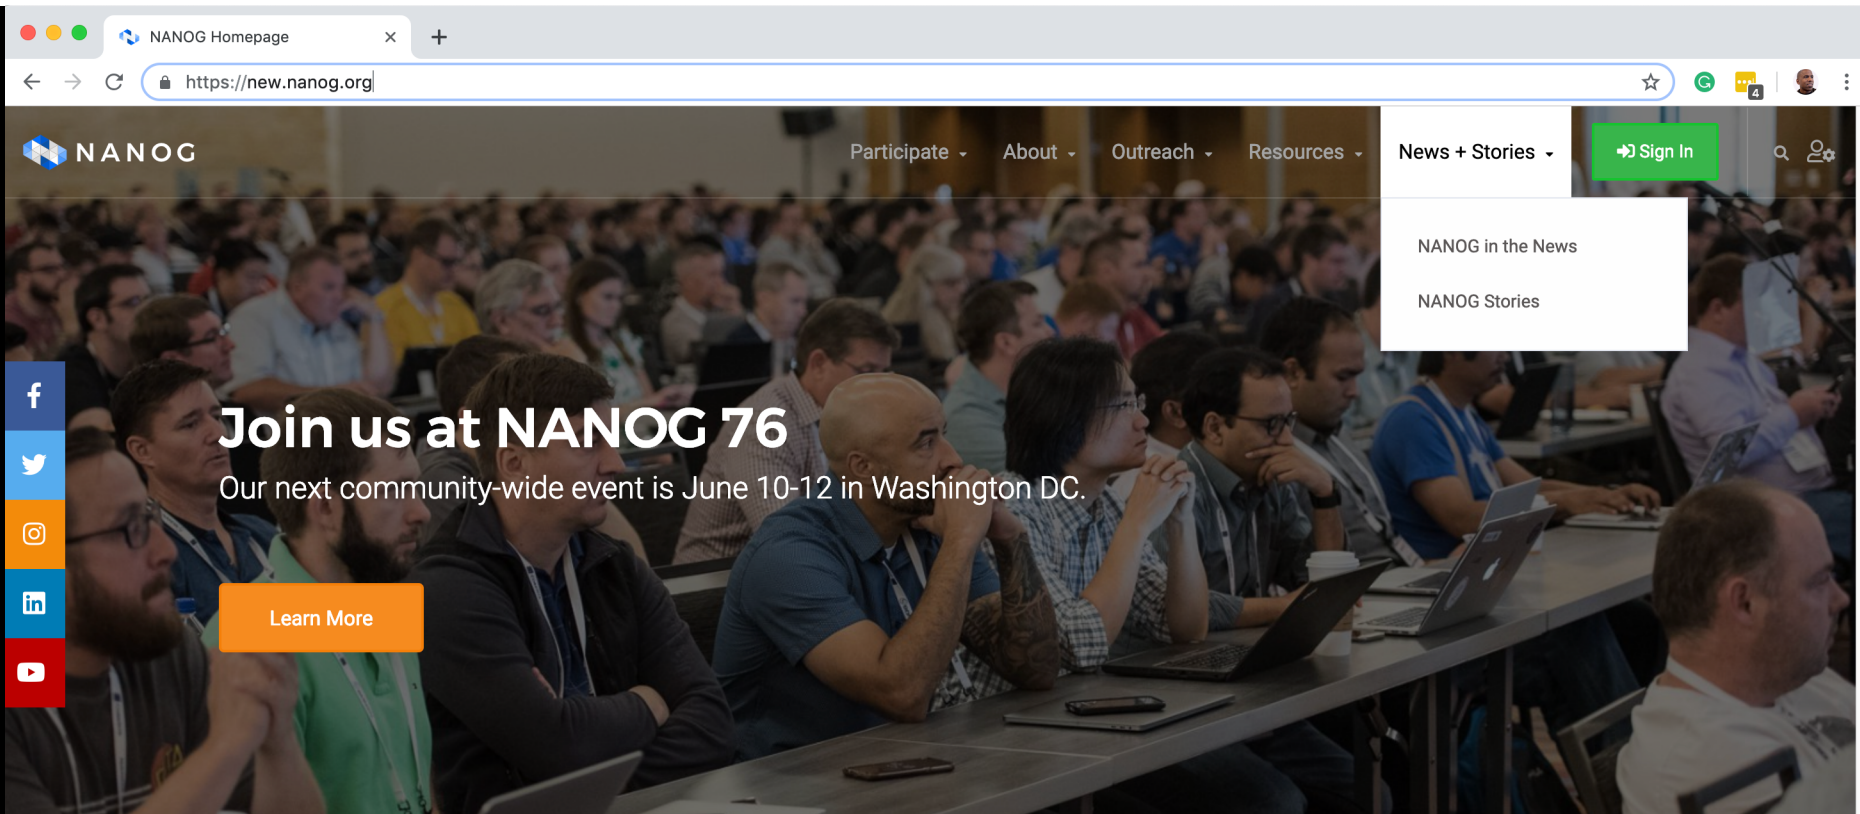 NANOG Homepage
https://new.nanog.org
4
NANOG
Participate
About
Outreach
Resources
News + Stories
Sign In
NANOG in the News
NANOG Stories
Join us at NANOG 76
Our next community-wide event is June 10-12 in Washington DC.
Learn More